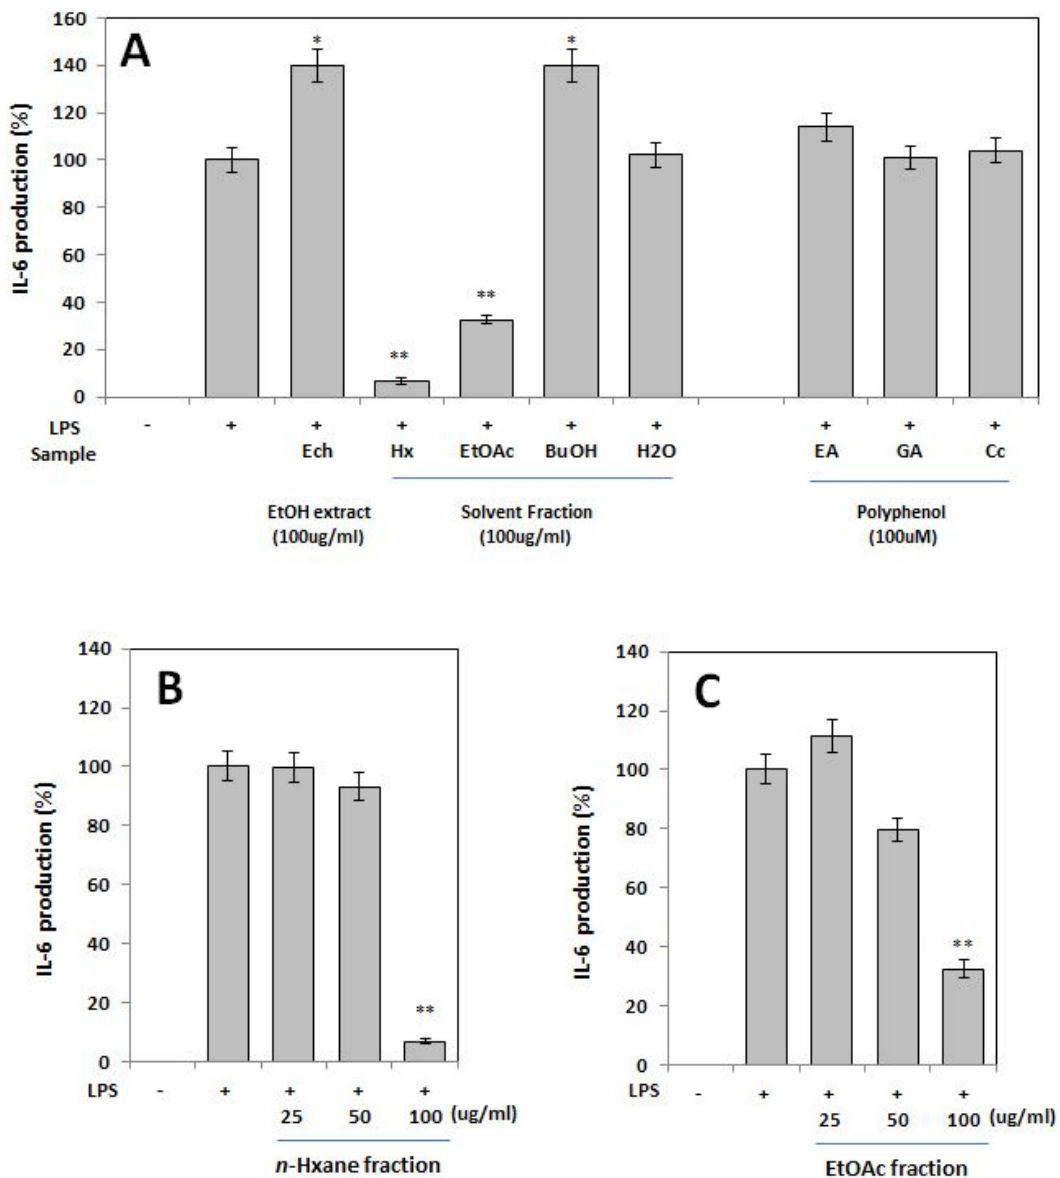 A
IL-6 production (%)
160
140
120
100
80
60
40
20
0
* ** ** *
LPS - + + + + + + + + +
Sample Ech Hx EtOAc BuOH H2O EA GA Cc
EtOH extract Solvent Fraction Polyphenol
(100ug/ml) (100ug/ml) (100uM)
B
IL-6 production (%)
140
120
100
80
60
40
20
0
**
LPS - + + + +
25 50 100 (ug/ml)
n-Hxane fraction
C
IL-6 production (%)
140
120
100
80
60
40
20
0
**
LPS - + + + +
25 50 100 (ug/ml)
EtOAc fraction